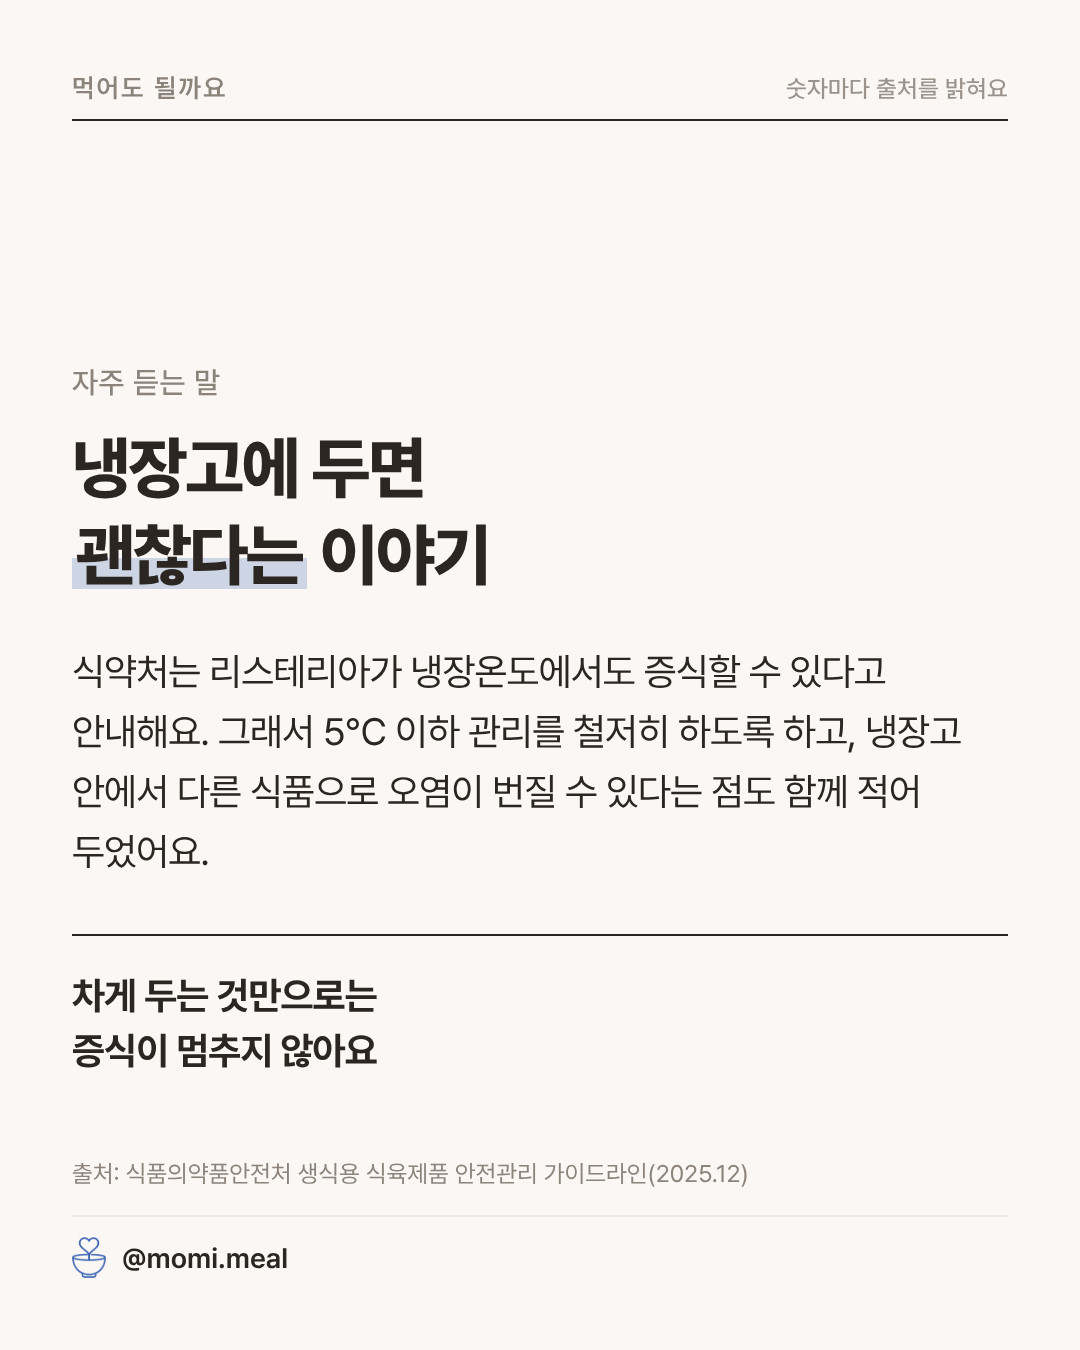 먹어도 될까요
숫자마다 출처를 밝혀요
자주 듣는 말
냉장고에 두면
괜찮다는 이야기
식약처는 리스테리아가 냉장온도에서도 증식할 수 있다고
안내해요. 그래서 5°C 이하 관리를 철저히 하도록 하고, 냉장고
안에서 다른 식품으로 오염이 번질 수 있다는 점도 함께 적어
두었어요.
차게 두는 것만으로는
증식이 멈추지 않아요
출처: 식품의약품안전처 생식용 식육제품 안전관리 가이드라인(2025.12)
@momi.meal